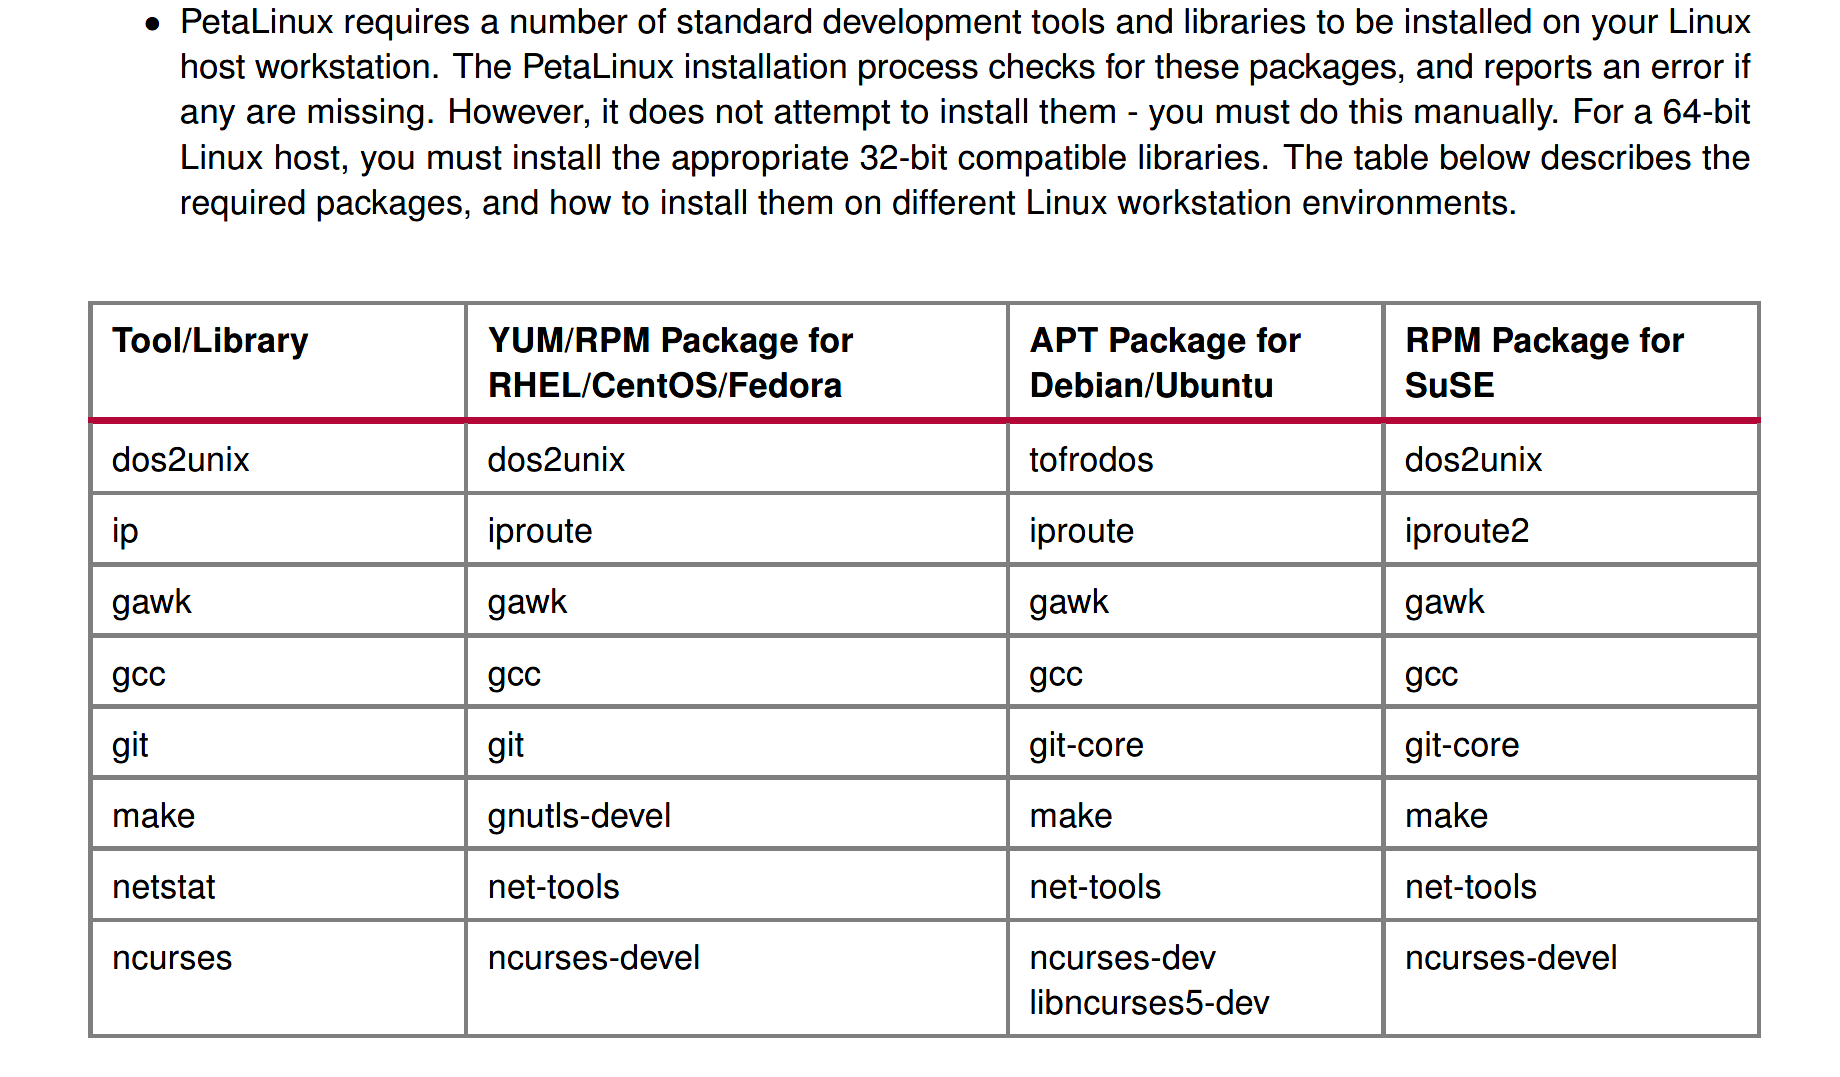 • PetaLinux requires a number of standard development tools and libraries to be installed on your Linux
host workstation. The PetaLinux installation process checks for these packages, and reports an error if
any are missing. However, it does not attempt to install them - you must do this manually. For a 64-bit
Linux host, you must install the appropriate 32-bit compatible libraries. The table below describes the
required packages, and how to install them on different Linux workstation environments.
Tool/Library YUM/RPM Package for RHEL/CentOS/Fedora APT Package for Debian/Ubuntu RPM Package for SuSE
dos2unix dos2unix tofrodos dos2unix
ip iproute iproute iproute2
gawk gawk gawk gawk
gcc gcc gcc gcc
git git git-core git-core
make gnutls-devel make make
netstat net-tools net-tools net-tools
ncurses ncurses-devel ncurses-dev ncurses-devel
libncurses5-dev